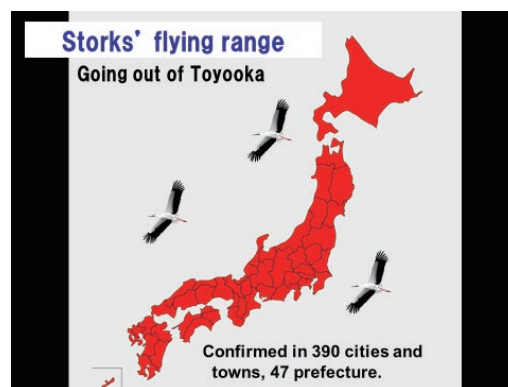 Storks’ flying range
Going out of Toyooka
Confirmed in 390 cities and
towns, 47 prefecture.